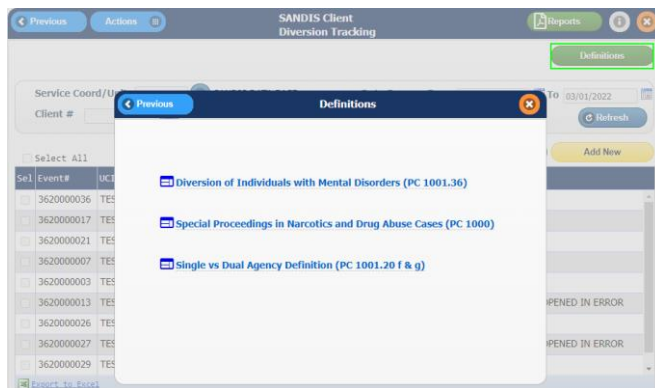 Previous Actions SANDIS Client Reports
Diversion Tracking
Definitions
Service Coord/Un To 03/01/2022
Previous Definitions
Client # Refresh
Select All Add New
Sel Event# UCI
Diversion of Individuals with Mental Disorders (PC 1001.36)
3620000036 TES
3620000017 TES
Special Proceedings in Narcotics and Drug Abuse Cases (PC 1000)
3620000021 TES
3620000007 TES
Single vs Dual Agency Definition (PC 1001.20 f & g)
3620000003 TES
3620000013 TES PENED IN ERROR
3620000026 TES
3620000027 TES PENED IN ERROR
3620000029 TES
Export to Excel